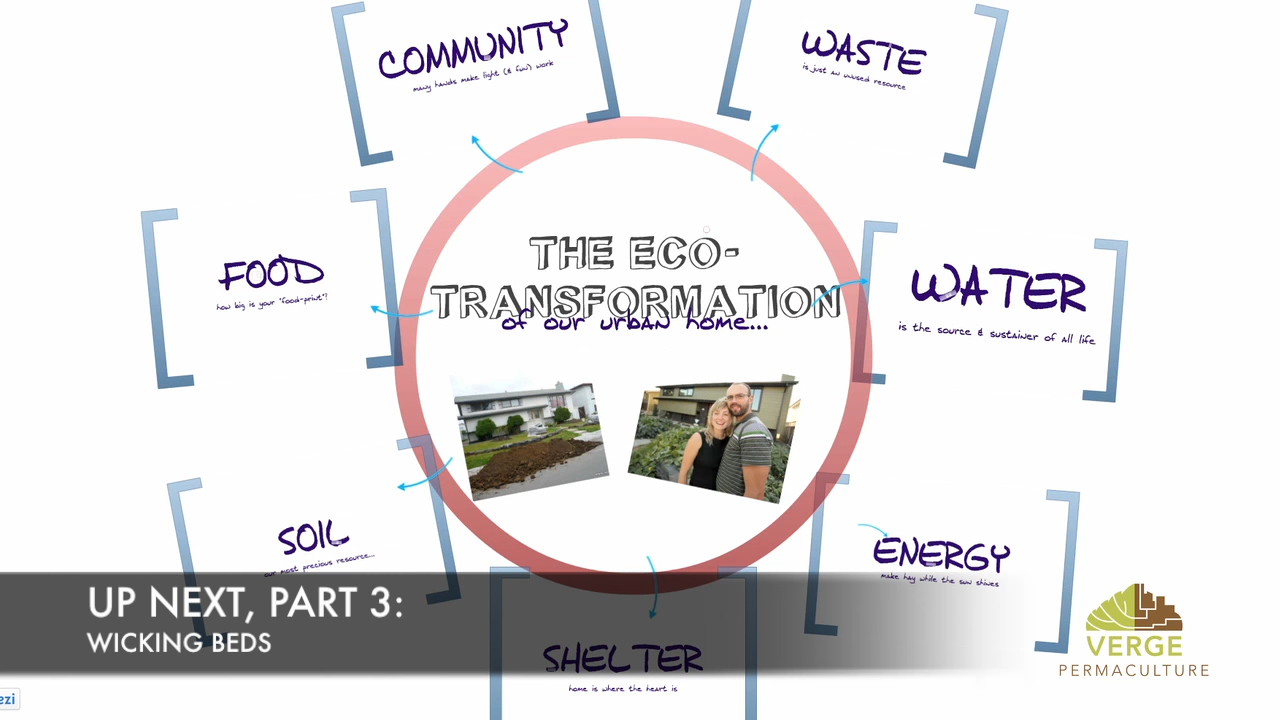 COMMUNITY
many hands make light (& fun) work
WASTE
is just an unused resource
FOOD
how big is your "food-print"?
THE ECO-
TRANSFORMATION
of our urban home...
WATER
is the source & sustainer of all life
SOIL
our most precious resource...
ENERGY
make hay while the sun shines
SHELTER
home is where the heart is
UP NEXT, PART 3:
WICKING BEDS
VERGE
PERMACULTURE
ezi